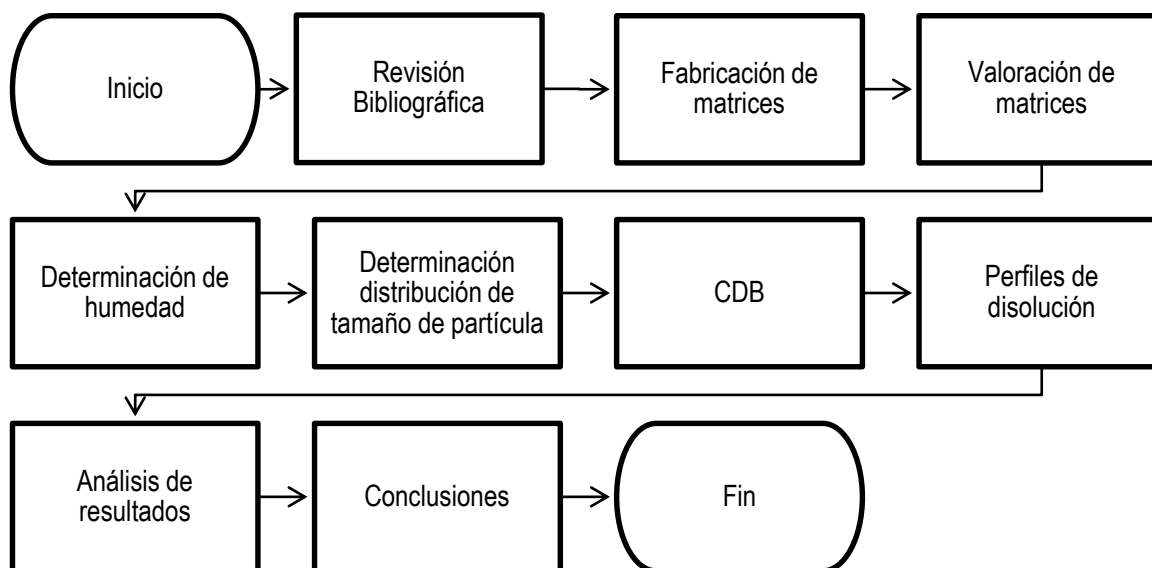 Inicio
Revisión
Bibliográfica
Fabricación de
matrices
Valoración de
matrices
Determinación de
humedad
Determinación
distribución de
tamaño de partícula
CDB
Perfiles de
disolución
Análisis de
resultados
Conclusiones
Fin